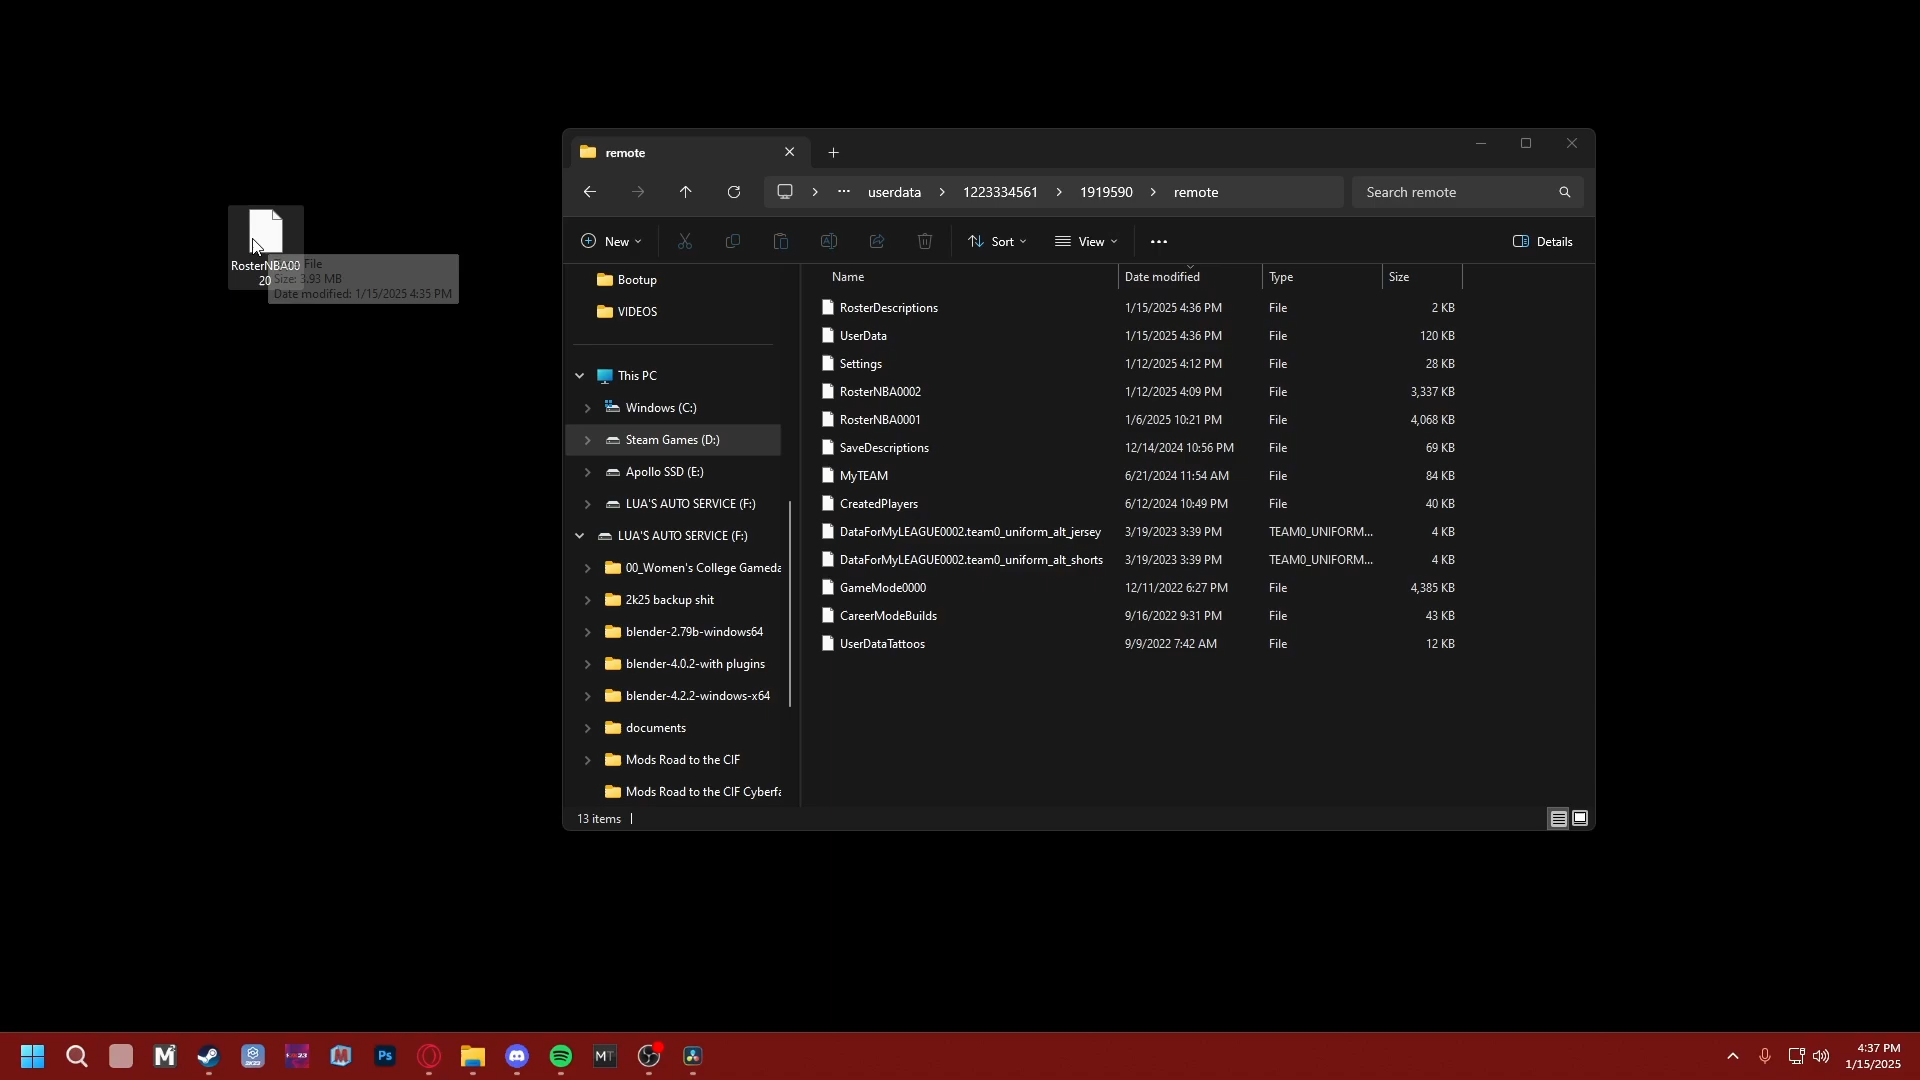 remote
userdata
1223334561
1919590
remote
Search remote
New
Sort
View
Details
RosterNBA00
20
File
Size: 3.93 MB
Date modified: 1/15/2025 4:35 PM
Bootup
VIDEOS
This PC
Windows (C:)
Steam Games (D:)
Apollo SSD (E:)
LUA'S AUTO SERVICE (F:)
LUA'S AUTO SERVICE (F:)
00_Women's College Gameda
2k25 backup shit
blender-2.79b-windows64
blender-4.0.2-with plugins
blender-4.2.2-windows-x64
documents
Mods Road to the CIF
Mods Road to the CIF Cyberfa
Name Date modified Type Size
RosterDescriptions 1/15/2025 4:36 PM File 2 KB
UserData 1/15/2025 4:36 PM File 120 KB
Settings 1/12/2025 4:12 PM File 28 KB
RosterNBA0002 1/12/2025 4:09 PM File 3,337 KB
RosterNBA0001 1/6/2025 10:21 PM File 4,068 KB
SaveDescriptions 12/14/2024 10:56 PM File 69 KB
MyTEAM 6/21/2024 11:54 AM File 84 KB
CreatedPlayers 6/12/2024 10:49 PM File 40 KB
DataForMyLEAGUE0002.team0_uniform_alt_jersey 3/19/2023 3:39 PM TEAM0_UNIFORM... 4 KB
DataForMyLEAGUE0002.team0_uniform_alt_shorts 3/19/2023 3:39 PM TEAM0_UNIFORM... 4 KB
GameMode0000 12/11/2022 6:27 PM File 4,385 KB
CareerModeBuilds 9/16/2022 9:31 PM File 43 KB
UserDataTattoos 9/9/2022 7:42 AM File 12 KB
13 items
M
2K23
Ps
MT
4:37 PM
1/15/2025